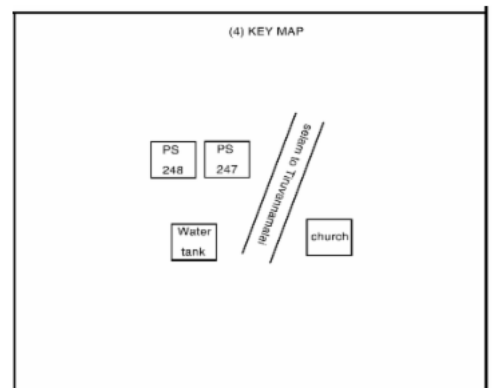 (4) KEY MAP
PS
248
PS
247
selam to Tiruvannamalai
Water
tank
church